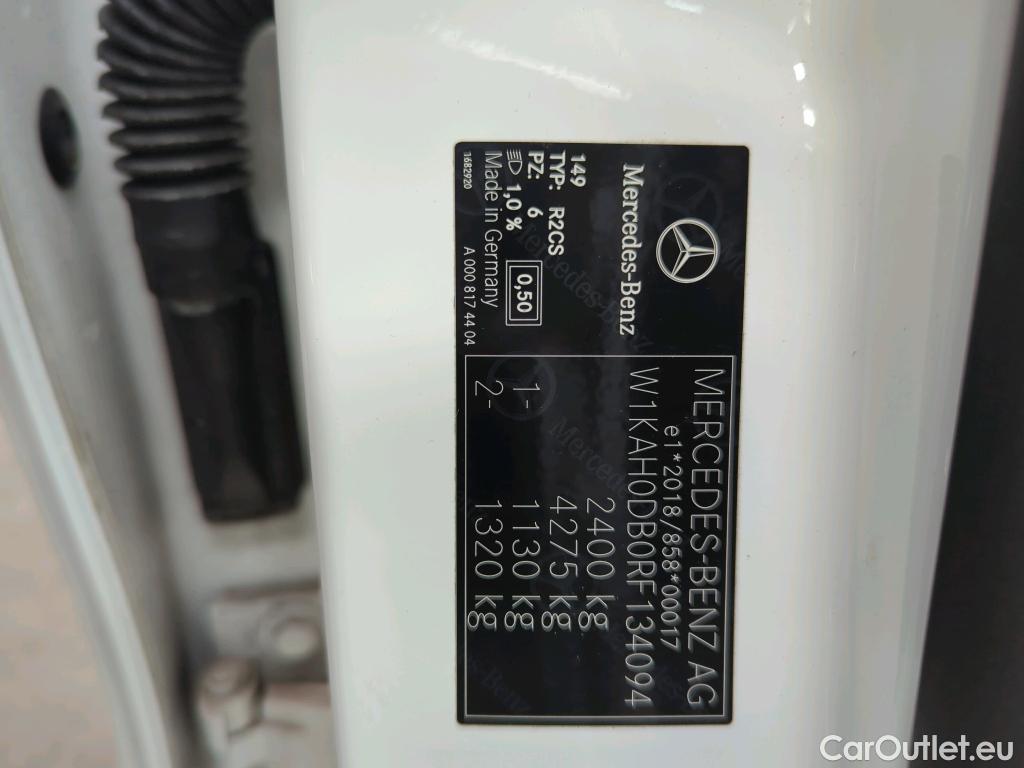 Mercedes-Benz
MERCEDES-BENZ AG
e1*2018/858*00017
W1KAH0DB0RF134094
2400 kg
4275 kg
1- 1130 kg
2- 1320 kg
149
TYP: R2CS
PZ: 6
1,0 % 0,50
Made in Germany
1682920 A 000 817 44 04
CarOutlet.eu